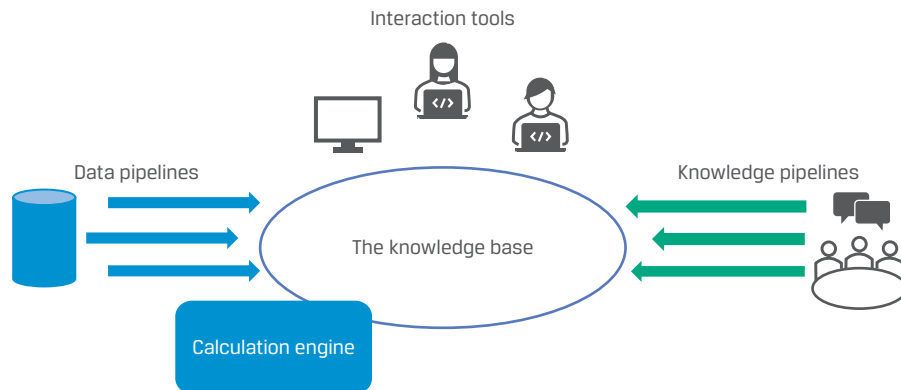 Interaction tools
</>
</>
Data pipelines
Knowledge pipelines
The knowledge base
Calculation engine